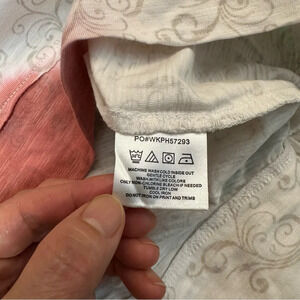 PO#WKPH57293
MACHINE WASH COLD INSIDE OUT
GENTLE CYCLE
WASH WITH LIKE COLORS
ONLY NON-CHLORINE BLEACH IF NEEDED
TUMBLE DRY LOW
COOL IRON
DO NOT IRON ON PRINT AND TRIMS